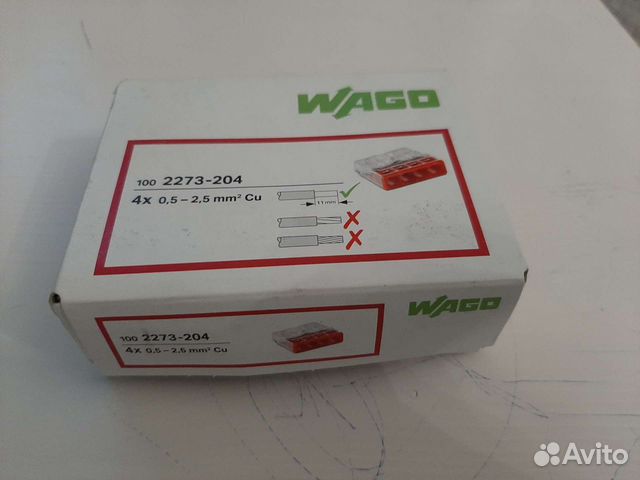 WAGO
100 2273-204
4x 0,5 – 2,5 mm² Cu
11 mm
WAGO
100 2273-204
4x 0,5 – 2,5 mm² Cu
Avito